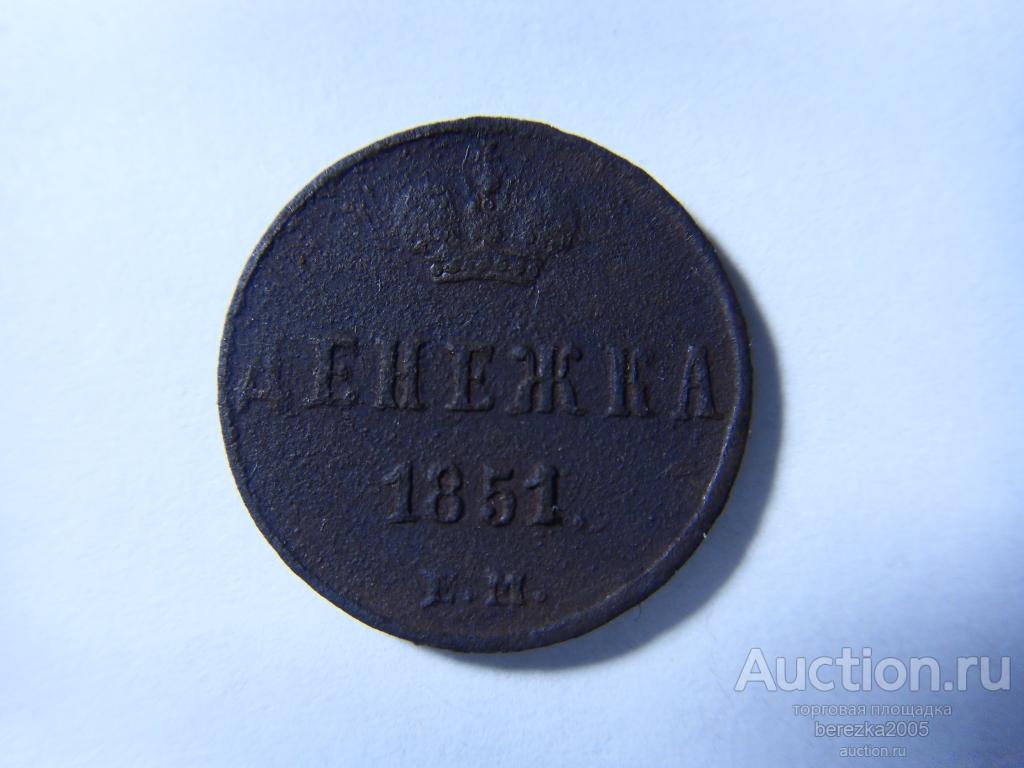 ДЕНЕЖКА
1851.
Е.М.
Auction.ru
торговая площадка
berezka2005
auction.ru